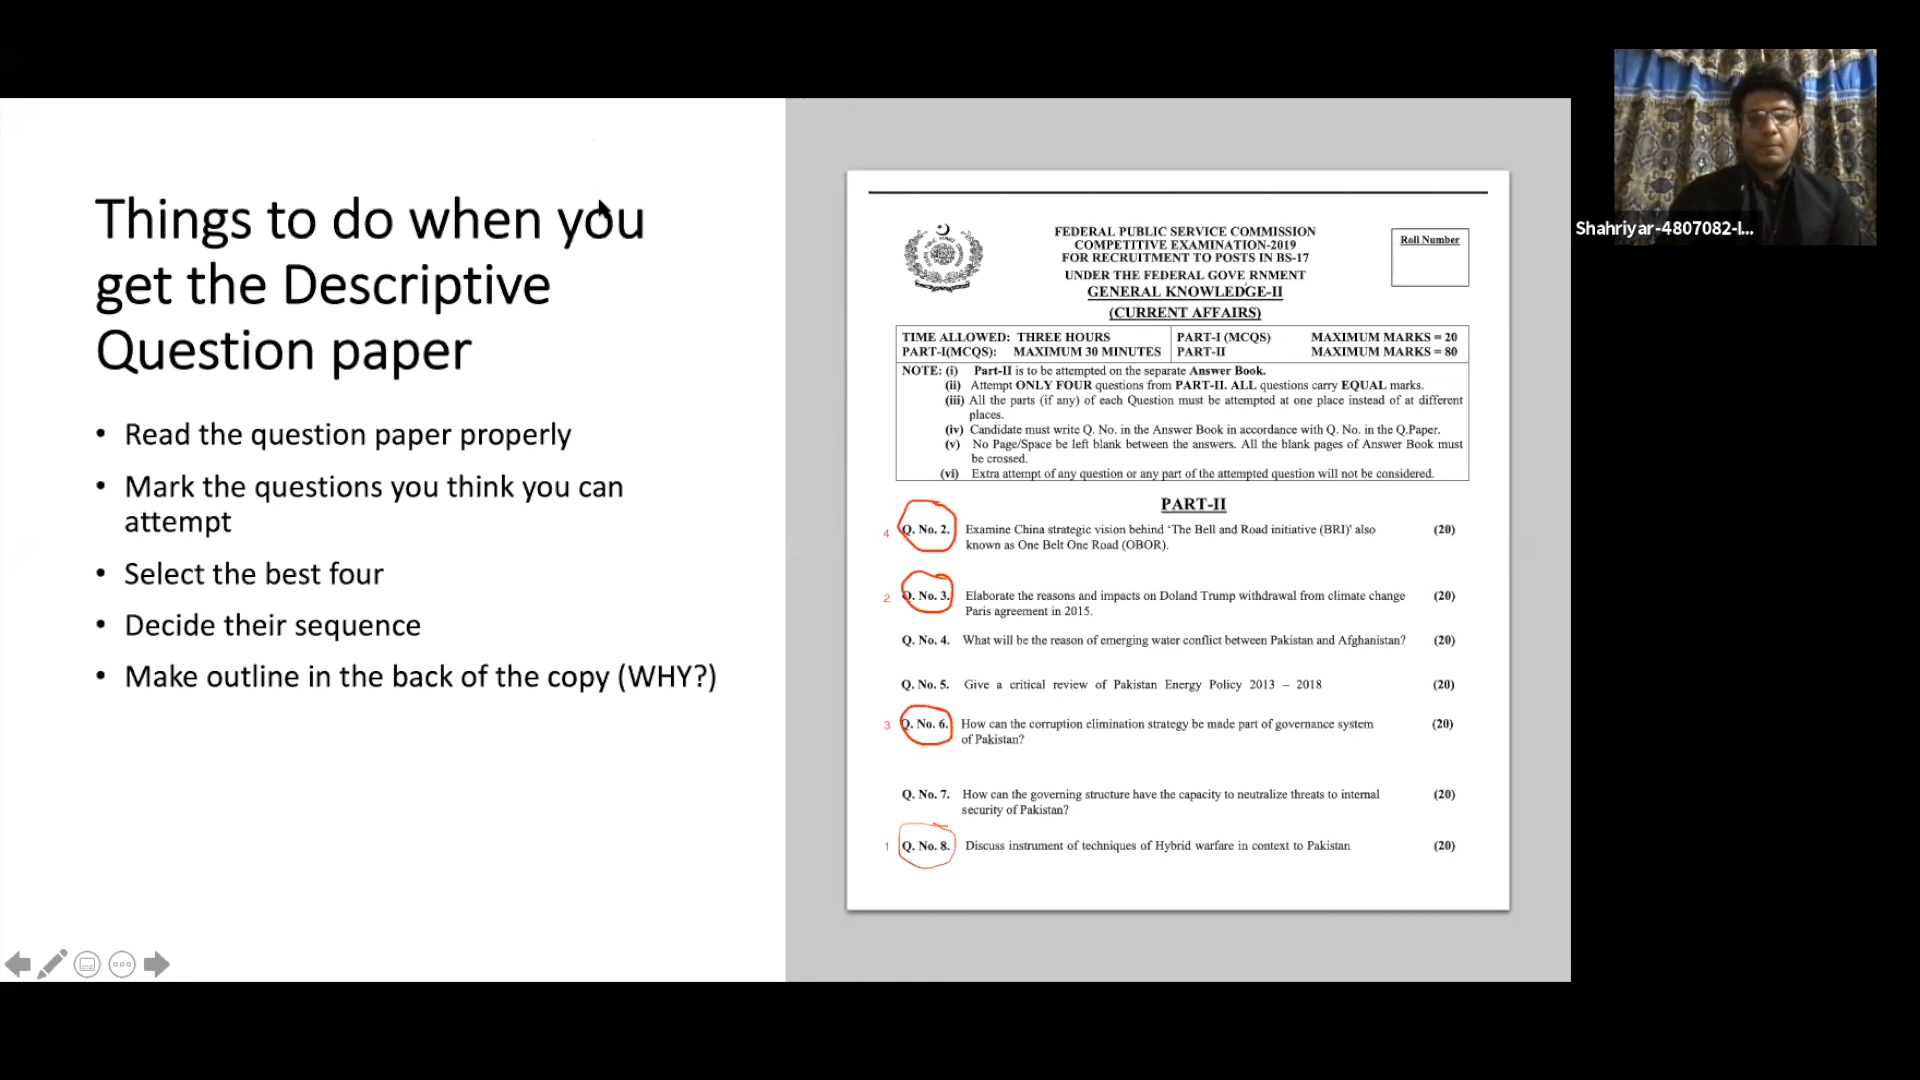 Things to do when you
get the Descriptive
Question paper
• Read the question paper properly
• Mark the questions you think you can
attempt
• Select the best four
• Decide their sequence
• Make outline in the back of the copy (WHY?)
FEDERAL PUBLIC SERVICE COMMISSION
COMPETITIVE EXAMINATION-2019
FOR RECRUITMENT TO POSTS IN BS-17
UNDER THE FEDERAL GOVE RNMENT
GENERAL KNOWLEDGE-II
(CURRENT AFFAIRS)
Roll Number
TIME ALLOWED: THREE HOURS PART-I (MCQS) MAXIMUM MARKS = 20
PART-I(MCQS): MAXIMUM 30 MINUTES PART-II MAXIMUM MARKS = 80
NOTE: (i) Part-II is to be attempted on the separate Answer Book.
(ii) Attempt ONLY FOUR questions from PART-II. ALL questions carry EQUAL marks.
(iii) All the parts (if any) of each Question must be attempted at one place instead of at different
places.
(iv) Candidate must write Q. No. in the Answer Book in accordance with Q. No. in the Q.Paper.
(v) No Page/Space be left blank between the answers. All the blank pages of Answer Book must
be crossed.
(vi) Extra attempt of any question or any part of the attempted question will not be considered.
PART-II
4 Q. No. 2. Examine China strategic vision behind ‘The Bell and Road initiative (BRI)’ also (20)
known as One Belt One Road (OBOR).
2 Q. No. 3. Elaborate the reasons and impacts on Doland Trump withdrawal from climate change (20)
Paris agreement in 2015.
Q. No. 4. What will be the reason of emerging water conflict between Pakistan and Afghanistan? (20)
Q. No. 5. Give a critical review of Pakistan Energy Policy 2013 – 2018 (20)
3 Q. No. 6. How can the corruption elimination strategy be made part of governance system (20)
of Pakistan?
Q. No. 7. How can the governing structure have the capacity to neutralize threats to internal (20)
security of Pakistan?
1 Q. No. 8. Discuss instrument of techniques of Hybrid warfare in context to Pakistan (20)
Shahriyar-4807082-I...